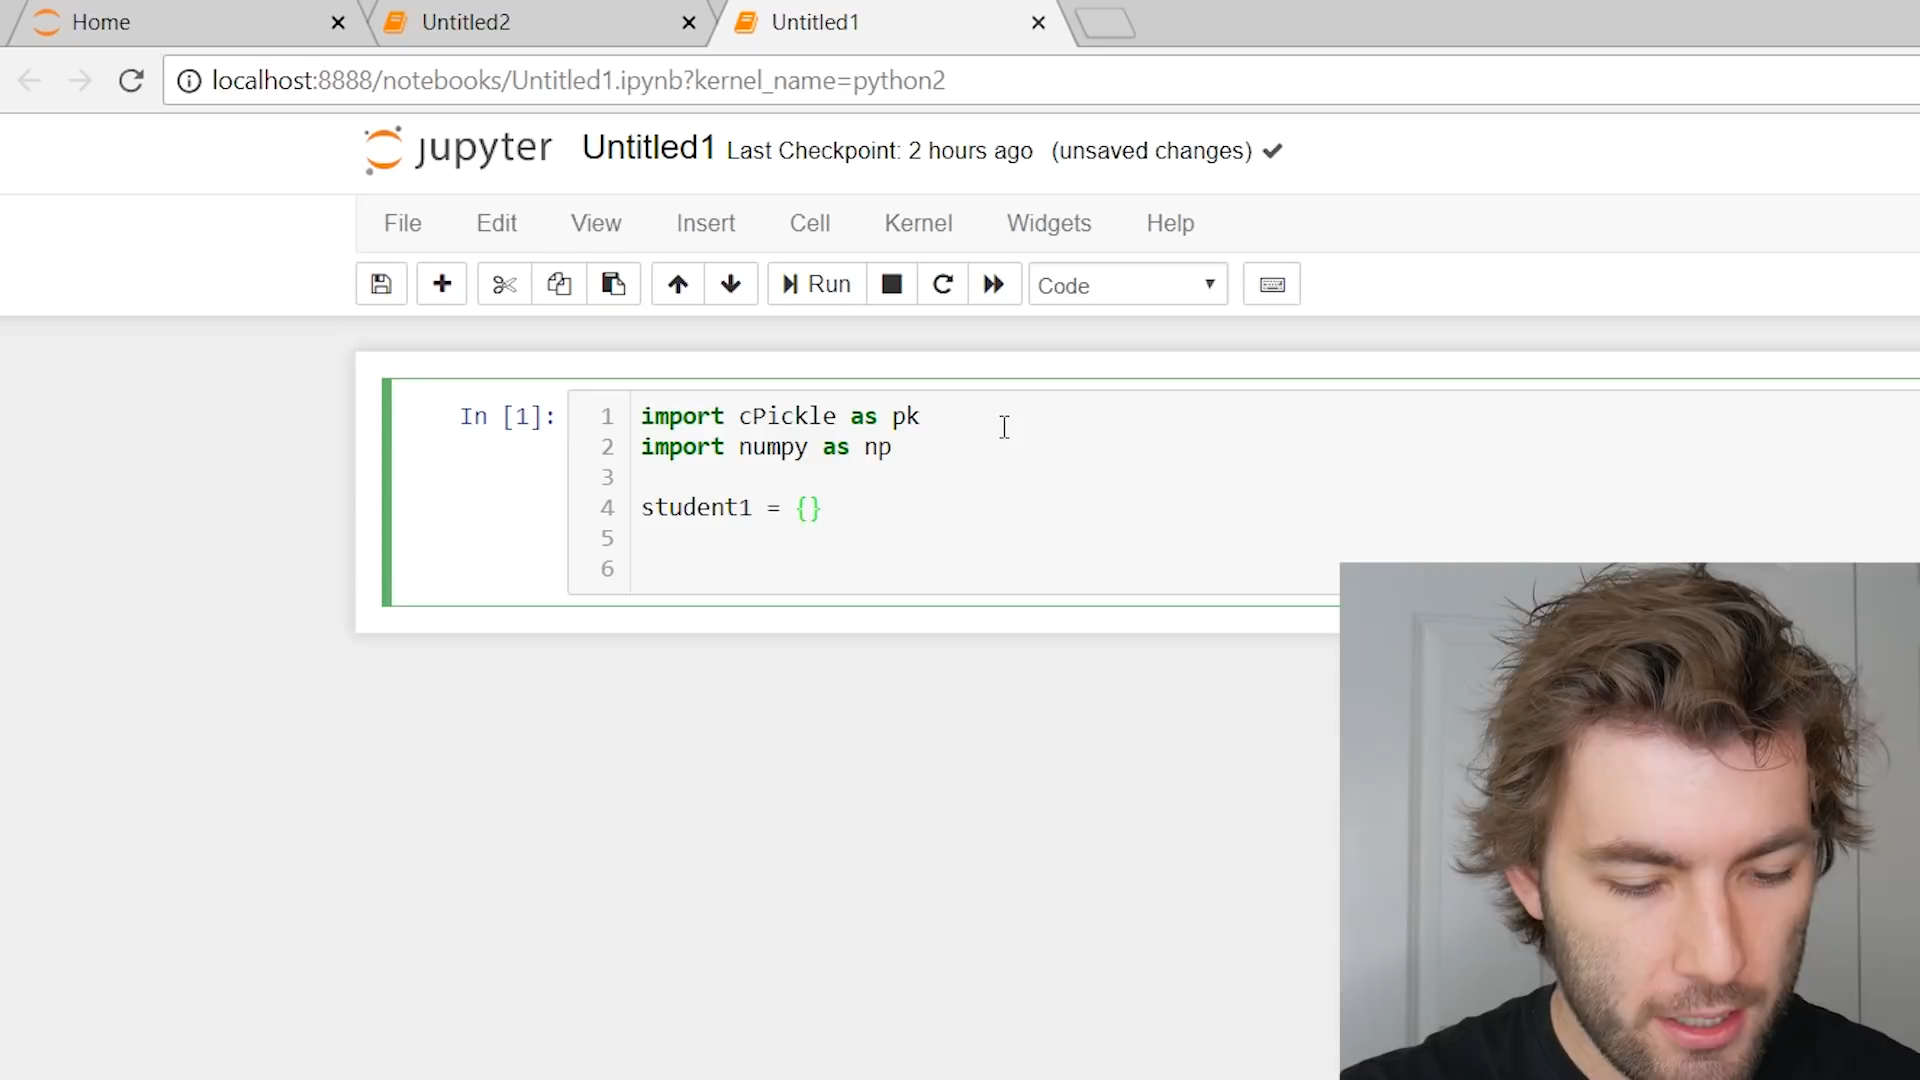 Home
Untitled2
Untitled1
localhost:8888/notebooks/Untitled1.ipynb?kernel_name=python2
jupyter Untitled1 Last Checkpoint: 2 hours ago (unsaved changes)
File Edit View Insert Cell Kernel Widgets Help
Run Code
In [1]:
1 import cPickle as pk
2 import numpy as np
3
4 student1 = {}
5
6